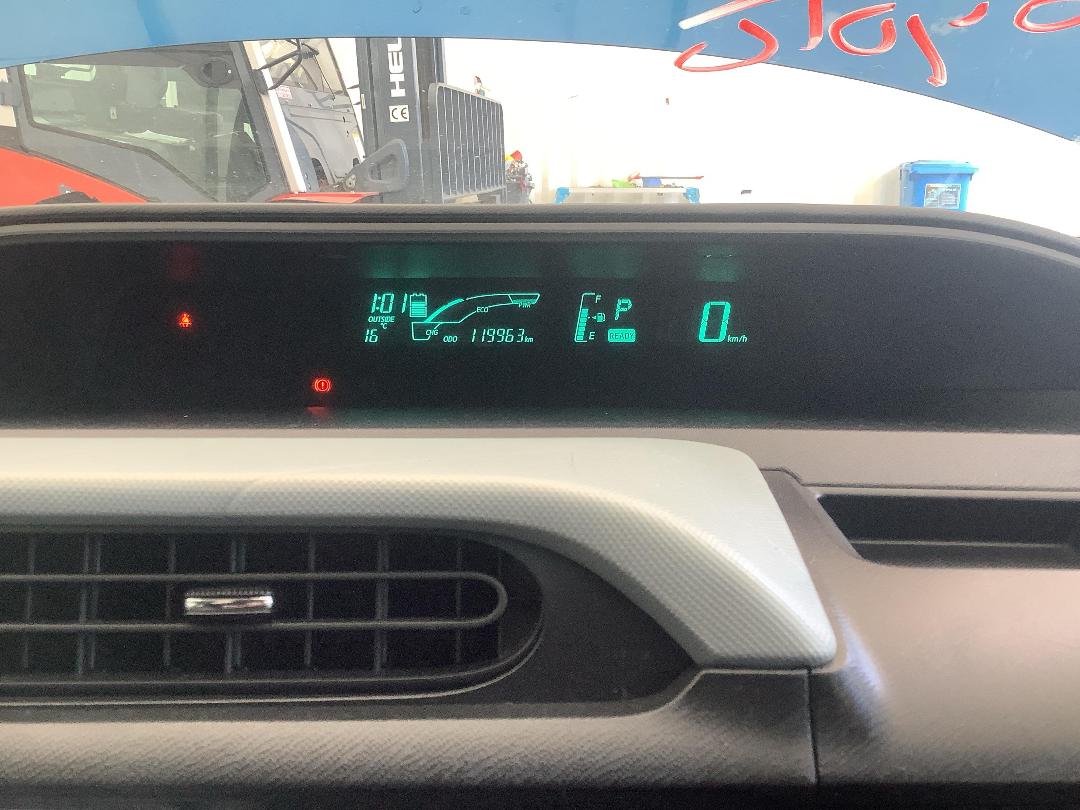 HEL
CE
1:01
ECO
PWR
OUTSIDE
16 °C
CHG
ODO 119963 km
F
E
P
READY
0 km/h